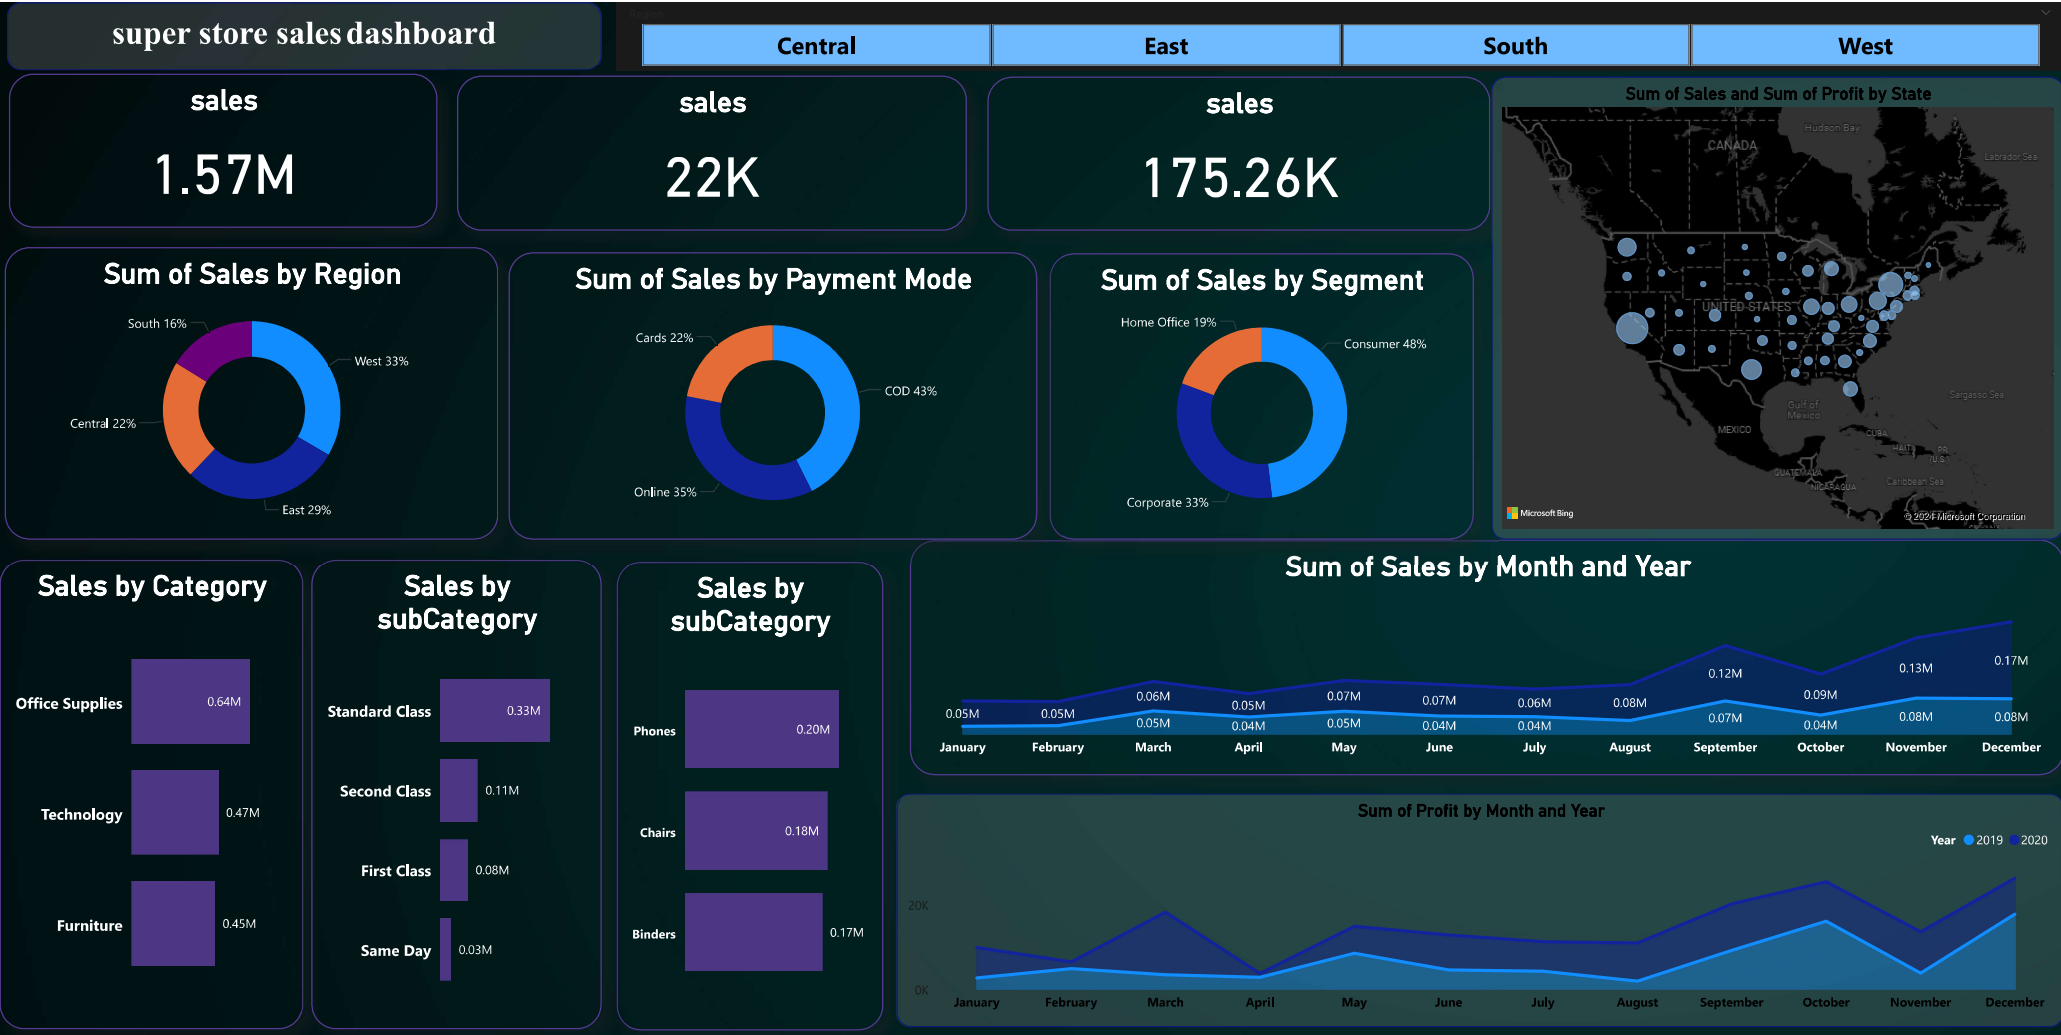 super store sales dashboard
Region
Central
East
South
West
sales
1.57M
sales
22K
sales
175.26K
Sum of Sales and Sum of Profit by State
Hudson Bay
CANADA
Labrador Sea
UNITED STATES
Sargasso Sea
Gulf of
Mexico
MEXICO
CUBA
HAITI
PR
(U.S.)
GUATEMALA
NICARAGUA
Caribbean Sea
Microsoft Bing
© 2024 Microsoft Corporation
Sum of Sales by Region
South 16%
West 33%
Central 22%
East 29%
Sum of Sales by Payment Mode
Cards 22%
COD 43%
Online 35%
Sum of Sales by Segment
Home Office 19%
Consumer 48%
Corporate 33%
Sales by Category
Office Supplies
0.64M
Technology
0.47M
Furniture
0.45M
Sales by
subCategory
Standard Class
0.33M
Second Class
0.11M
First Class
0.08M
Same Day
0.03M
Sales by
subCategory
Phones
0.20M
Chairs
0.18M
Binders
0.17M
Sum of Sales by Month and Year
0.05M 0.05M 0.06M 0.05M 0.07M 0.07M 0.06M 0.08M 0.12M 0.09M 0.13M 0.17M
0.05M 0.04M 0.05M 0.04M 0.04M 0.07M 0.04M 0.08M 0.08M
January February March April May June July August September October November December
Sum of Profit by Month and Year
Year 2019 2020
20K
0K
January February March April May June July August September October November December